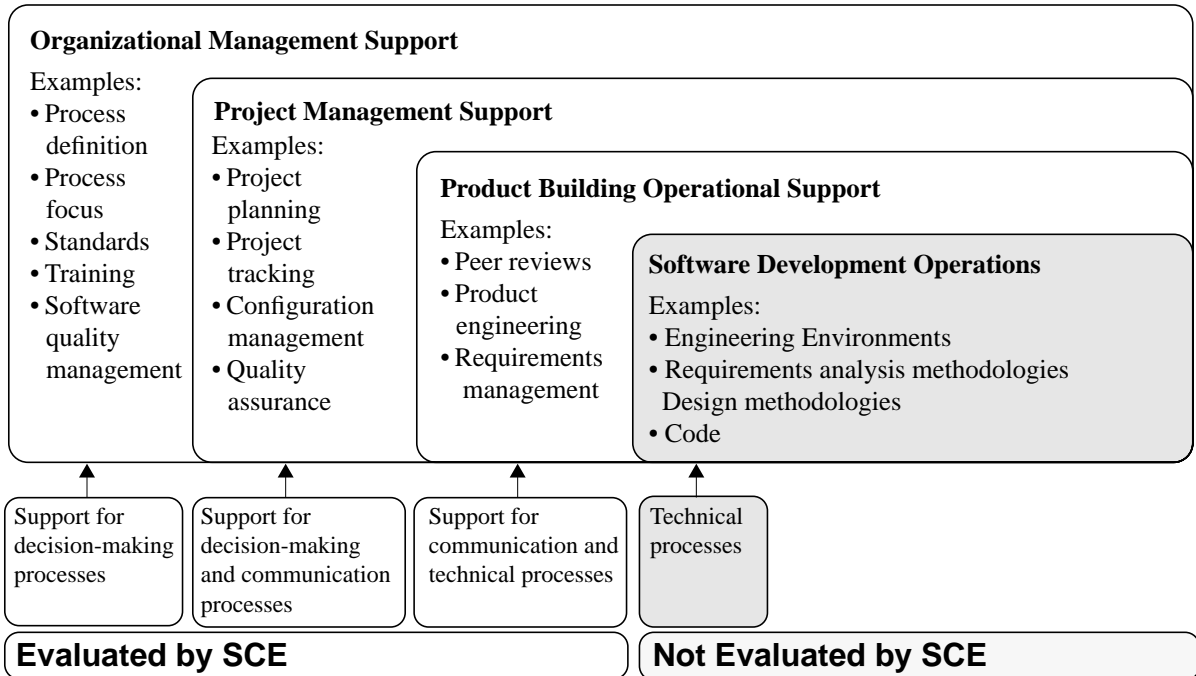 Organizational Management Support
Examples:
• Process
definition
• Process
focus
• Standards
• Training
• Software
quality
management
Project Management Support
Examples:
• Project
planning
• Project
tracking
• Configuration
management
• Quality
assurance
Product Building Operational Support
Examples:
• Peer reviews
• Product
engineering
• Requirements
management
Software Development Operations
Examples:
• Engineering Environments
• Requirements analysis methodologies
Design methodologies
• Code
Support for
decision-making
processes
Support for
decision-making
and communication
processes
Support for
communication and
technical processes
Technical
processes
Evaluated by SCE
Not Evaluated by SCE